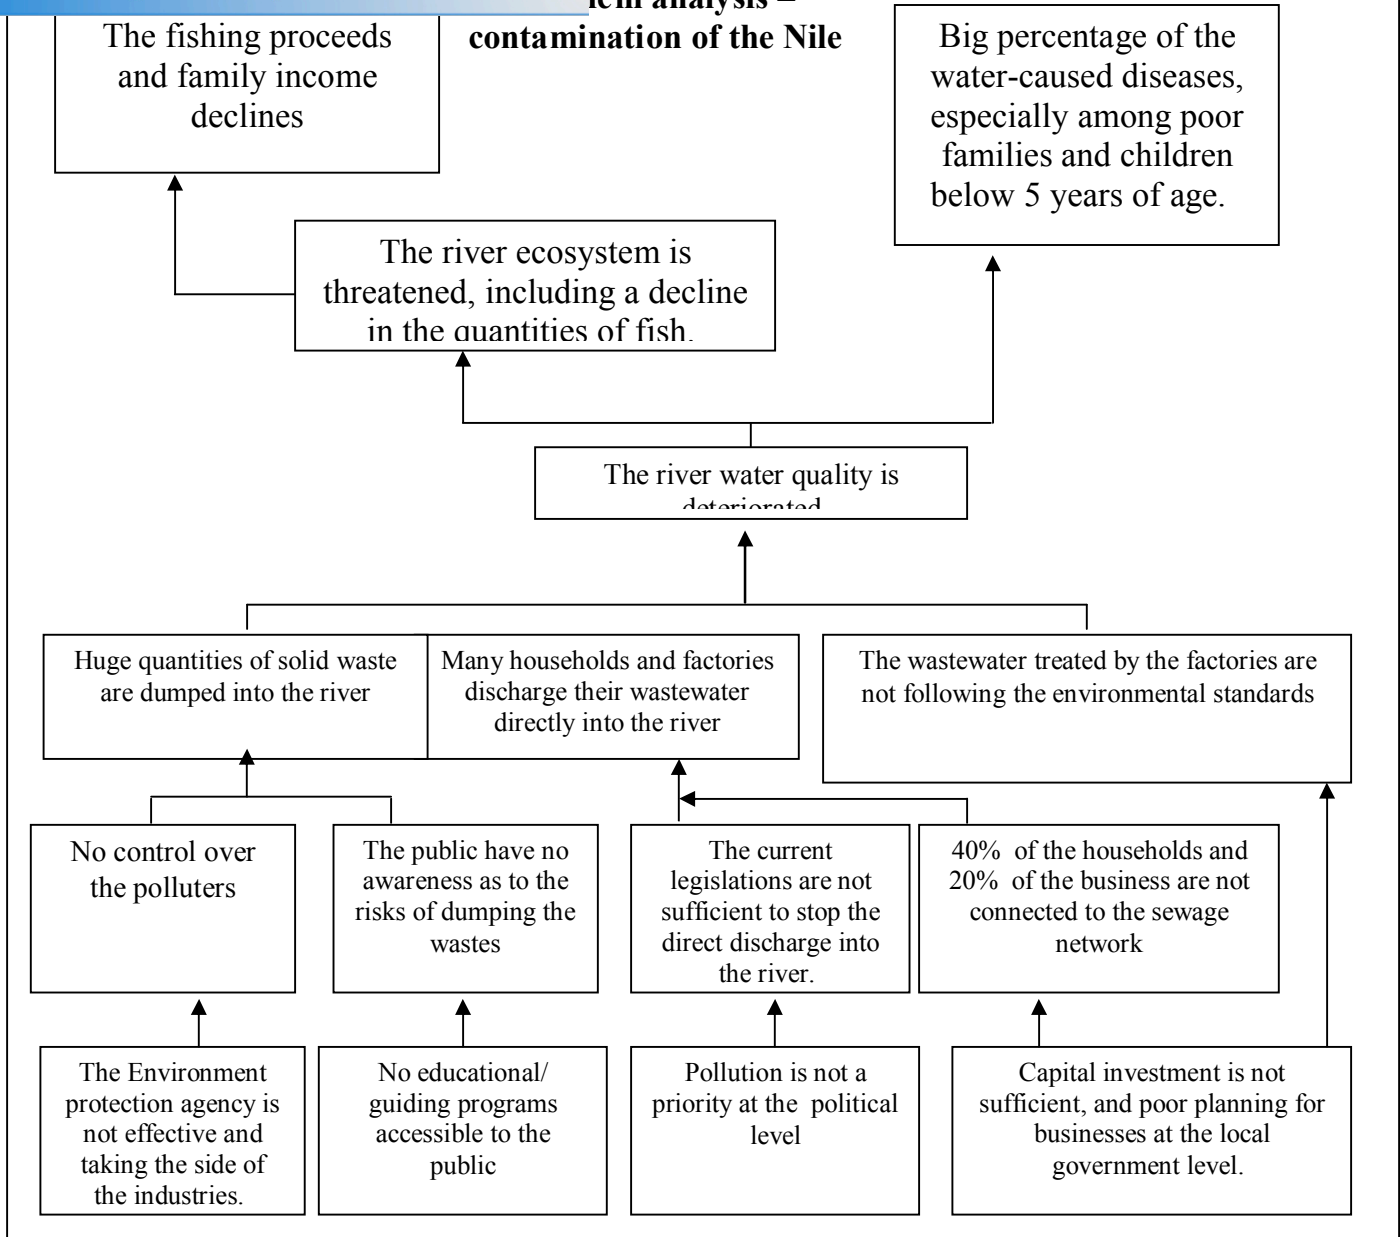 analysis –
contamination of the Nile
The fishing proceeds
and family income
declines
Big percentage of the
water-caused diseases,
especially among poor
families and children
below 5 years of age.
The river ecosystem is
threatened, including a decline
in the quantities of fish.
The river water quality is
deteriorated
Huge quantities of solid waste
are dumped into the river
Many households and factories
discharge their wastewater
directly into the river
The wastewater treated by the factories are
not following the environmental standards
No control over
the polluters
The public have no
awareness as to the
risks of dumping the
wastes
The current
legislations are not
sufficient to stop the
direct discharge into
the river.
40% of the households and
20% of the business are not
connected to the sewage
network
The Environment
protection agency is
not effective and
taking the side of
the industries.
No educational/
guiding programs
accessible to the
public
Pollution is not a
priority at the political
level
Capital investment is not
sufficient, and poor planning for
businesses at the local
government level.